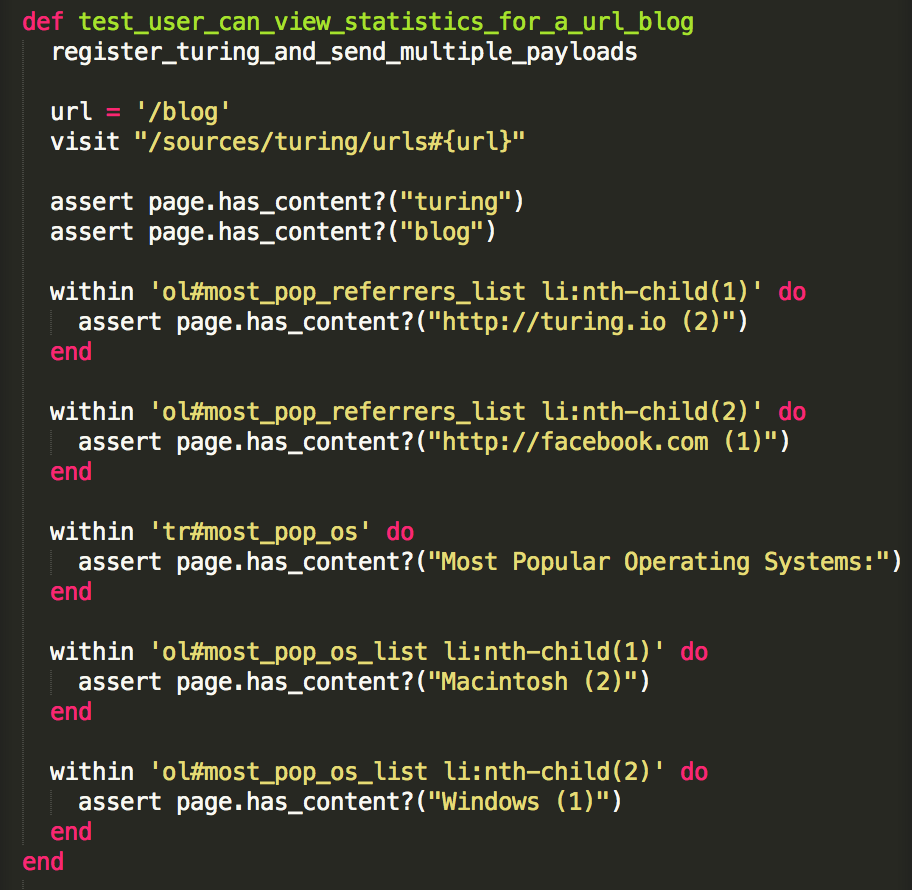 def test_user_can_view_statistics_for_a_url_blog
  register_turing_and_send_multiple_payloads

  url = '/blog'
  visit "/sources/turing/urls#{url}"

  assert page.has_content?("turing")
  assert page.has_content?("blog")

  within 'ol#most_pop_referrers_list li:nth-child(1)' do
    assert page.has_content?("http://turing.io (2)")
  end

  within 'ol#most_pop_referrers_list li:nth-child(2)' do
    assert page.has_content?("http://facebook.com (1)")
  end

  within 'tr#most_pop_os' do
    assert page.has_content?("Most Popular Operating Systems:")
  end

  within 'ol#most_pop_os_list li:nth-child(1)' do
    assert page.has_content?("Macintosh (2)")
  end

  within 'ol#most_pop_os_list li:nth-child(2)' do
    assert page.has_content?("Windows (1)")
  end
end